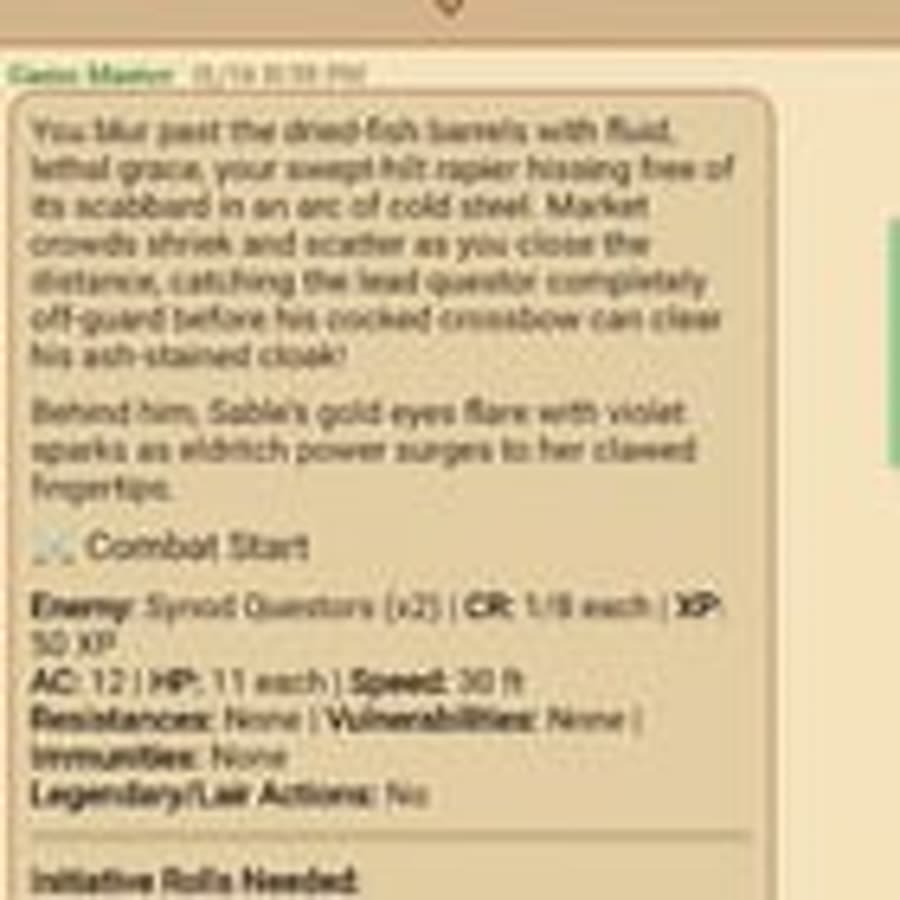 Game Master
You blur past the dried-fish barrels with fluid,
lethal grace, your swept-hilt rapier hissing free of
its scabbard in an arc of cold steel. Market
crowds shriek and scatter as you close the
distance, catching the lead questor completely
off-guard before his cocked crossbow can clear
his ash-stained cloak!
Behind him, Sable's gold eyes flare with violet
sparks as eldritch power surges to her clawed
fingertips.
⚔️ Combat Start
Enemy: Synod Questors (x2) | CR: 1/8 each | XP:
50 XP
AC: 12 | HP: 11 each | Speed: 30 ft
Resistances: None | Vulnerabilities: None |
Immunities: None
Legendary/Lair Actions: No
Initiative Rolls Needed: